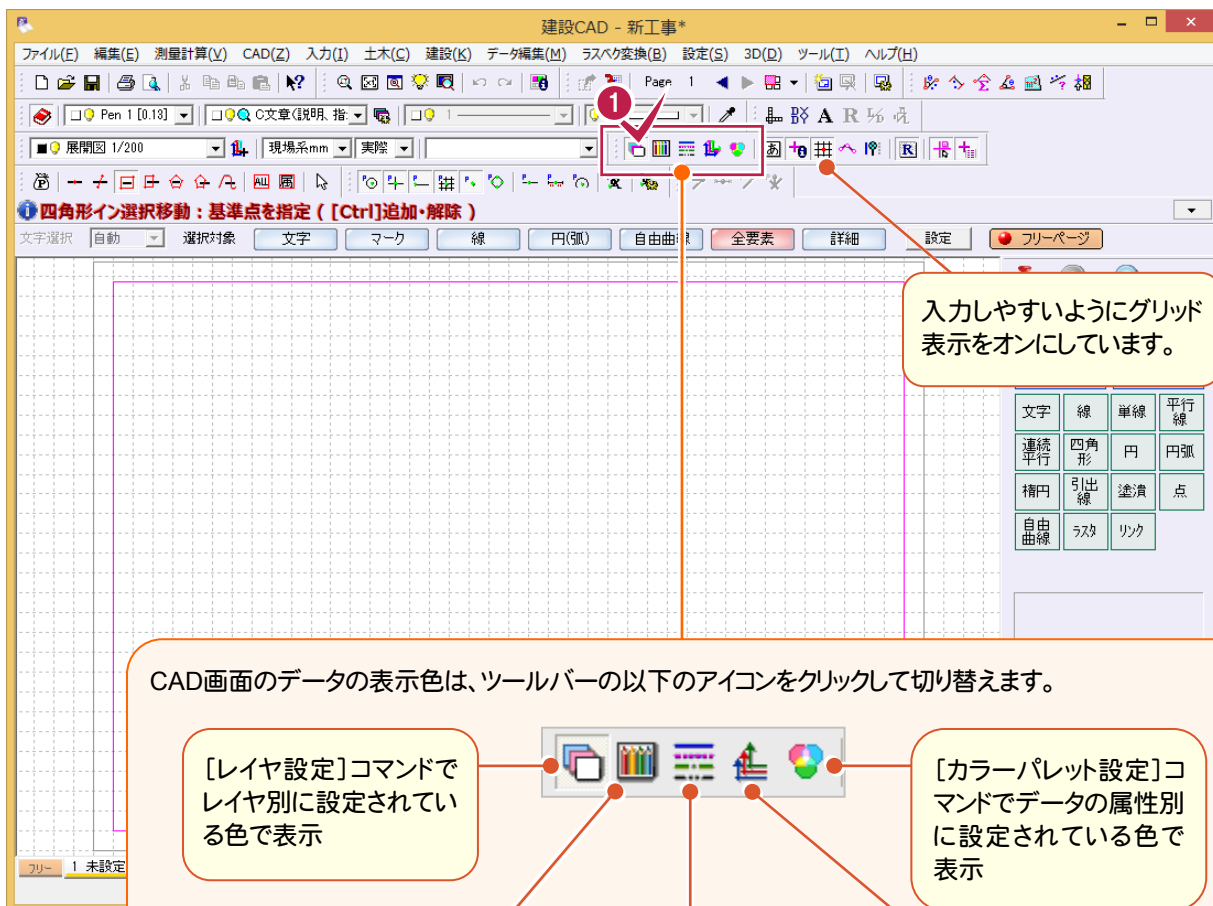 建設CAD - 新工事*
ファイル(F) 編集(E) 測量計算(V) CAD(Z) 入力(I) 土木(C) 建設(K) データ編集(M) ラスベク変換(B) 設定(S) 3D(D) ツール(T) ヘルプ(H)
Page 1
1
Pen 1 [0.13] C文章(説明、指: 1
A R
展開図 1/200 現場系mm 実際 あ R
ALL 属
四角形イン選択移動：基準点を指定 ( [Ctrl]追加・解除 )
文字選択 自動 選択対象 文字 マーク 線 円(弧) 自由曲線 全要素 詳細 設定 フリーページ
入力しやすいようにグリッド
表示をオンにしています。
文字 線 単線 平行線
連続平行 四角形 円 円弧
楕円 引出線 塗潰 点
自由曲線 ラスタ リンク
CAD画面のデータの表示色は、ツールバーの以下のアイコンをクリックして切り替えます。
[レイヤ設定]コマンドで
レイヤ別に設定されてい
る色で表示
[カラーパレット設定]コ
マンドでデータの属性別
に設定されている色で
表示
フリー 1 未設定